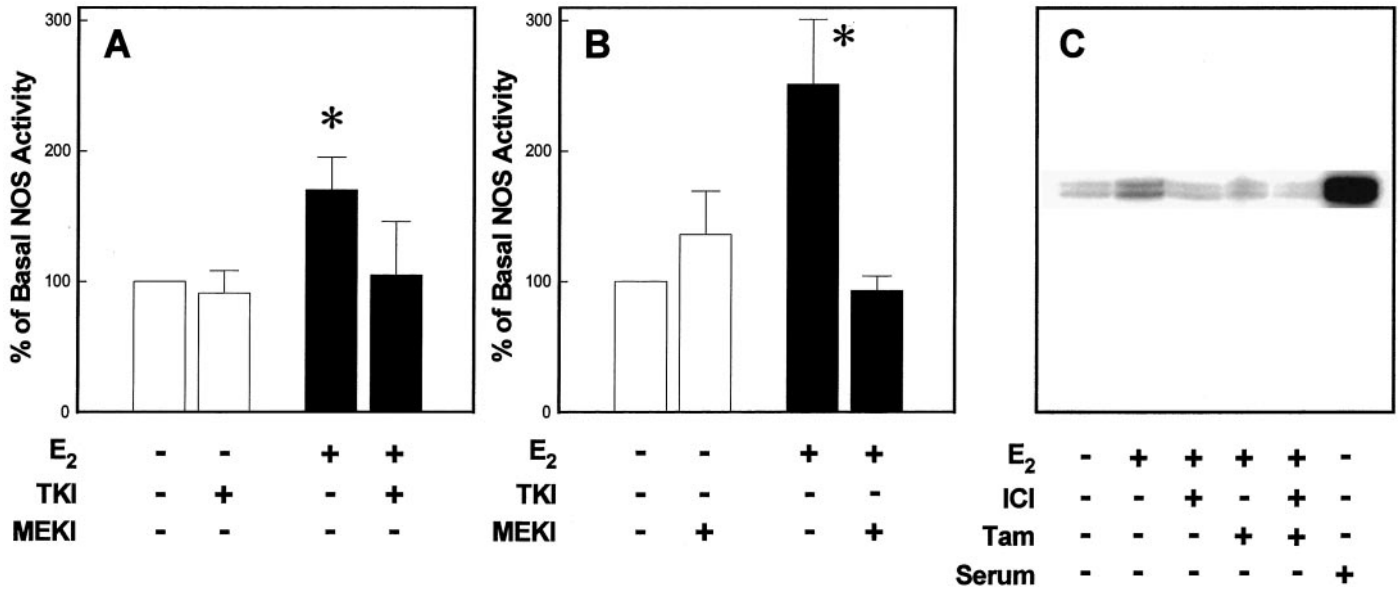 A
% of Basal NOS Activity
300
200
100
0
*
E2 - - + +
TKI - + - +
MEKI - - - -
B
% of Basal NOS Activity
300
200
100
0
*
E2 - - + +
TKI - - - -
MEKI - + - +
C
E2 - + + + + -
ICI - - + - + -
Tam - - - + + -
Serum - - - - - +